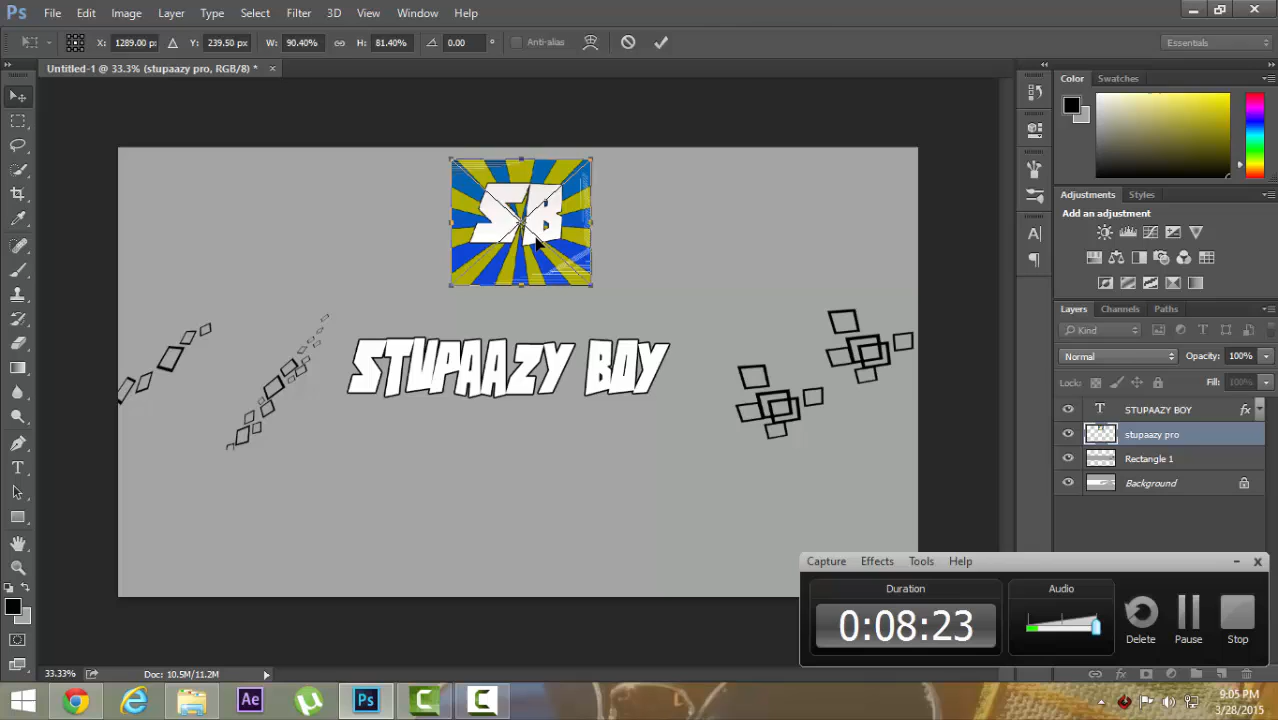 Ps File Edit Image Layer Type Select Filter 3D View Window Help
X: 1289.00 px Y: 239.50 px W: 90.40% H: 81.40% 0.00 ° Anti-alias Essentials
Untitled-1 @ 33.3% (stupaazy pro, RGB/8) * ×
Color Swatches
SB
STUPAAZY BOY
Adjustments Styles
Add an adjustment
Layers Channels Paths
Kind
Normal Opacity: 100%
Lock: Fill: 100%
T STUPAAZY BOY fx
stupaazy pro
Rectangle 1
Background
Capture Effects Tools Help
Duration Audio
0:08:23
Delete Pause Stop
33.33% Doc: 10.5M/11.2M
Ae Ps
9:05 PM
3/28/2015